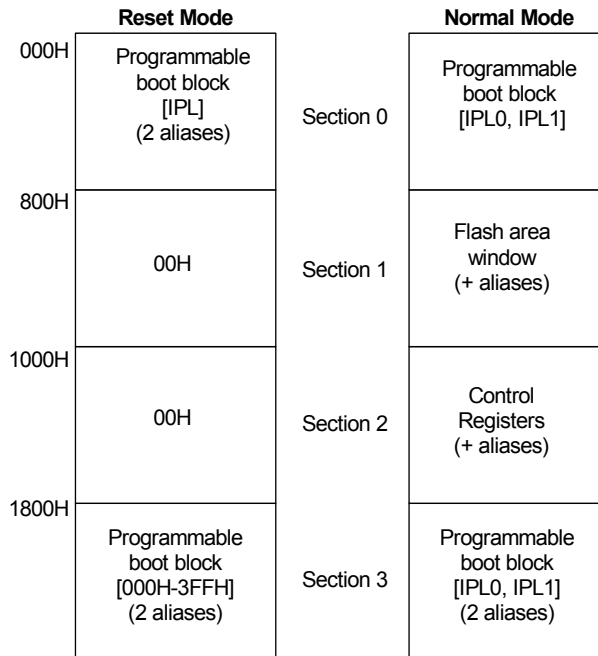 Reset Mode
Normal Mode
000H
Programmable
boot block
[IPL]
(2 aliases)
Section 0
Programmable
boot block
[IPL0, IPL1]
800H
00H
Section 1
Flash area
window
(+ aliases)
1000H
00H
Section 2
Control
Registers
(+ aliases)
1800H
Programmable
boot block
[000H-3FFH]
(2 aliases)
Section 3
Programmable
boot block
[IPL0, IPL1]
(2 aliases)